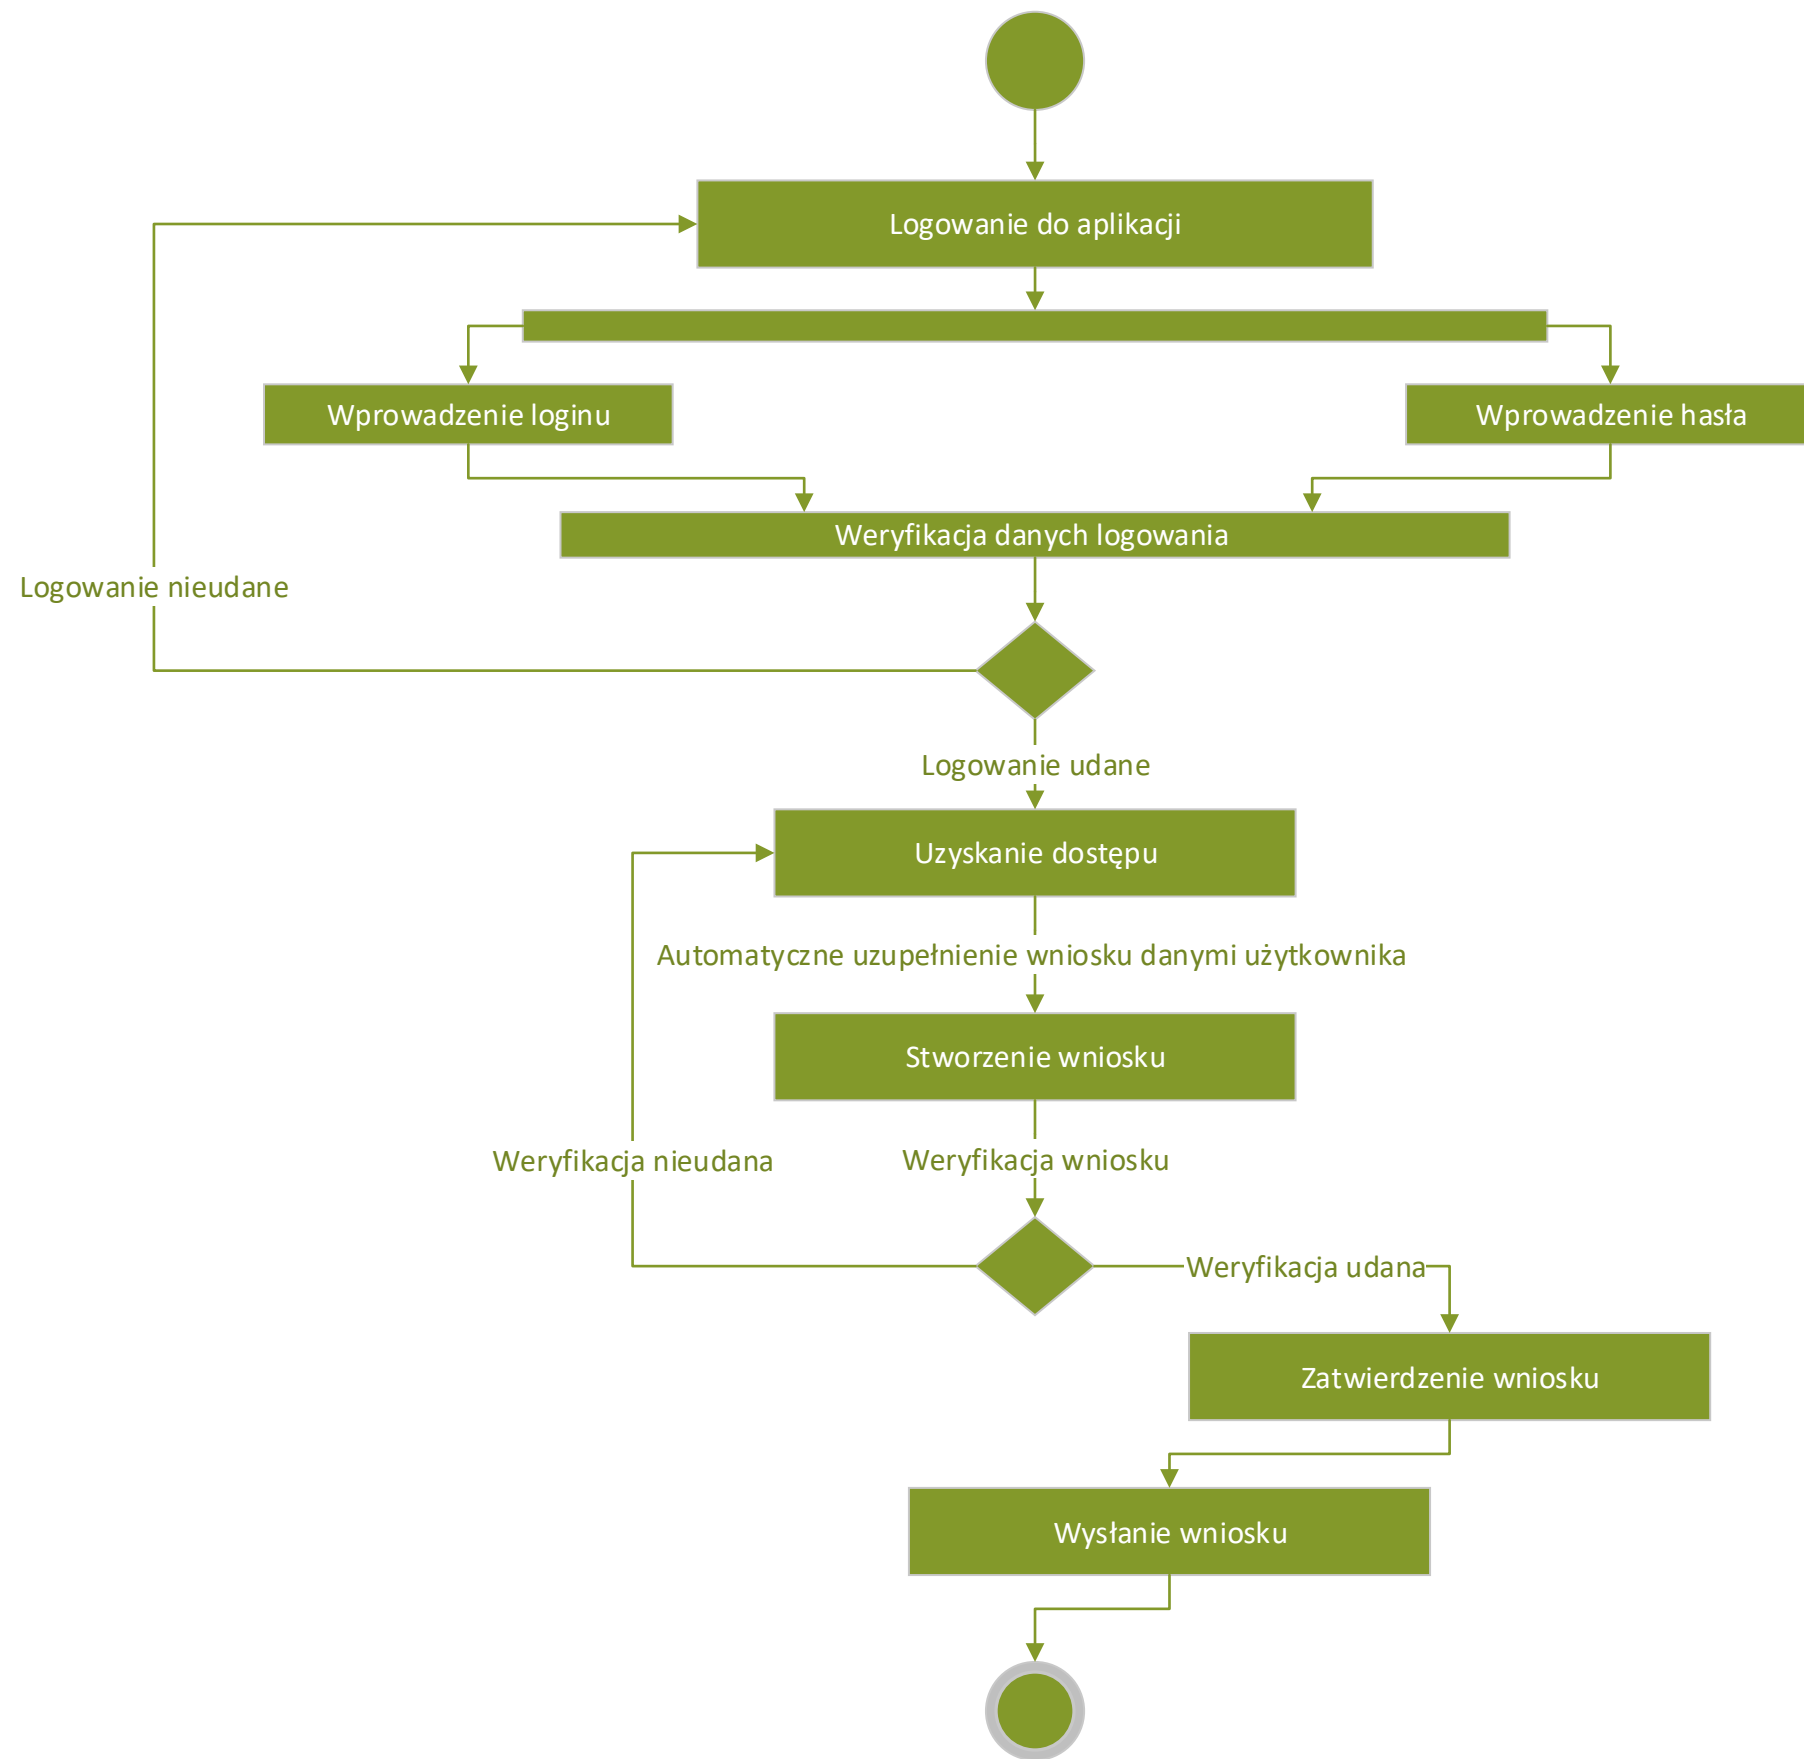 Logowanie do aplikacji
Wprowadzenie loginu
Wprowadzenie hasła
Weryfikacja danych logowania
Logowanie nieudane
Logowanie udane
Uzyskanie dostępu
Automatyczne uzupełnienie wniosku danymi użytkownika
Stworzenie wniosku
Weryfikacja nieudana
Weryfikacja wniosku
Weryfikacja udana
Zatwierdzenie wniosku
Wysłanie wniosku